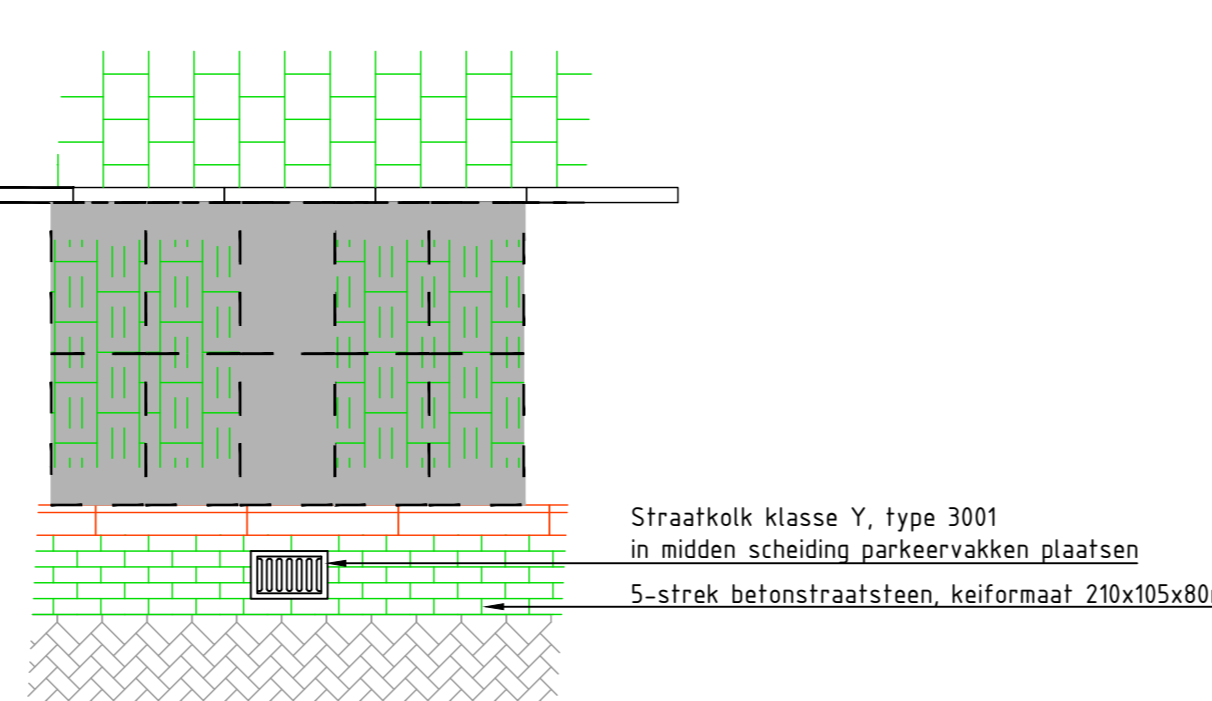 Straatkolk klasse Y, type 3001
in midden scheiding parkeervakken plaatsen
5-strek betonstraatsteen, keiformaat 210x105x80